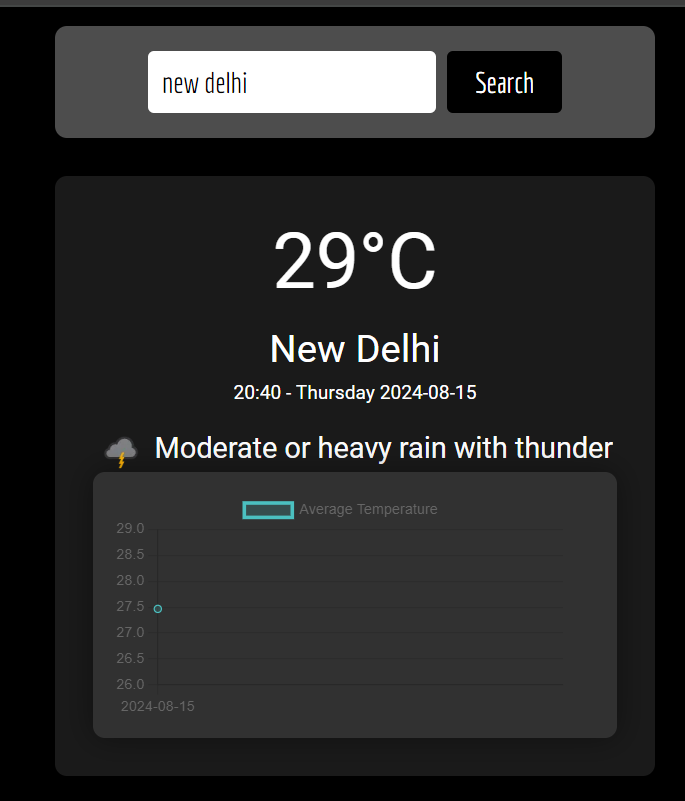 new delhi Search
29°C
New Delhi
20:40 - Thursday 2024-08-15
Moderate or heavy rain with thunder
Average Temperature
29.0
28.5
28.0
27.5
27.0
26.5
26.0
2024-08-15